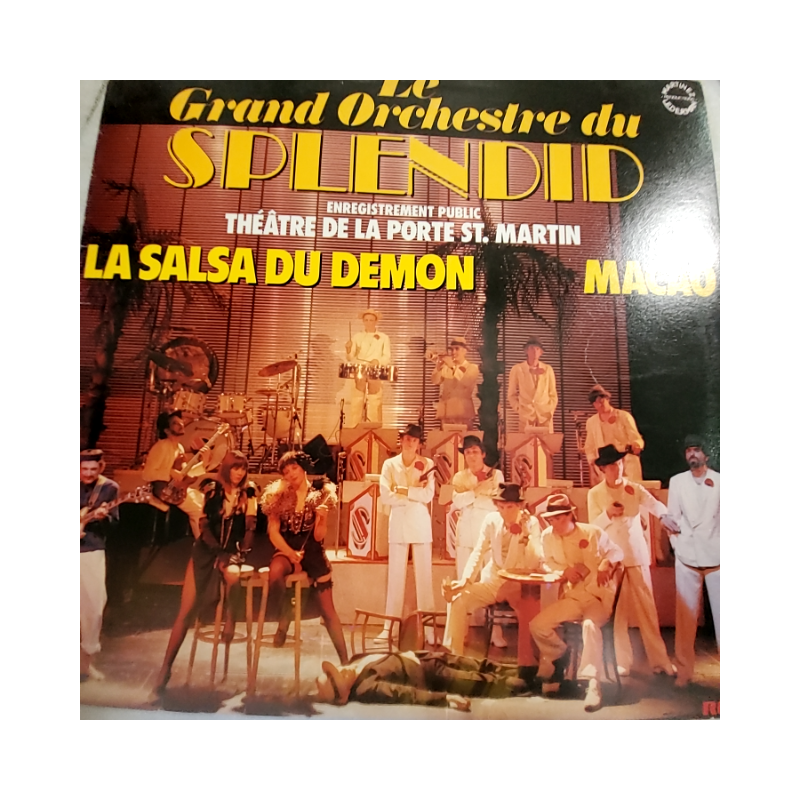 Le
Grand Orchestre du
SPLENDID
ENREGISTREMENT PUBLIC
THÉÂTRE DE LA PORTE ST. MARTIN
LA SALSA DU DEMON MACAO
S
S
S
S